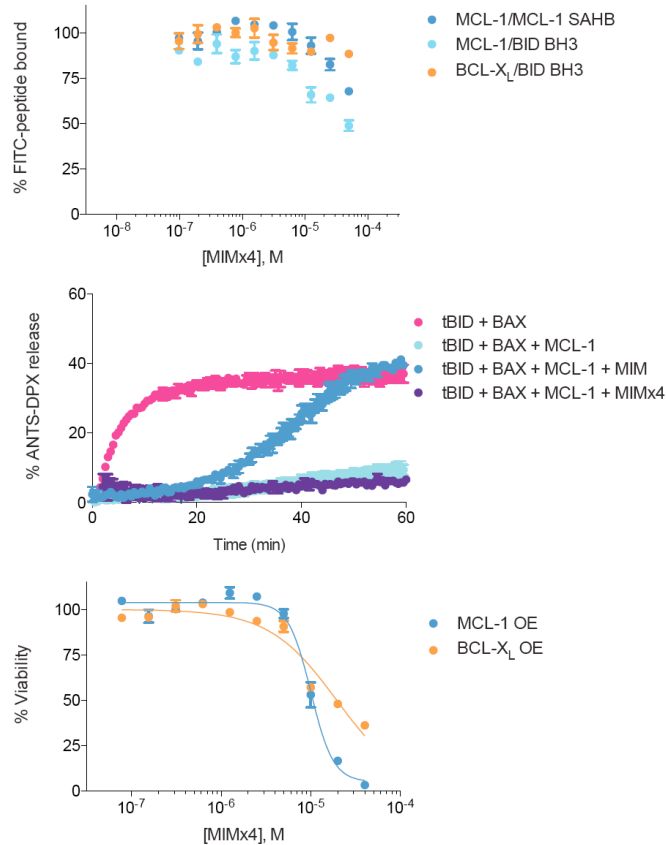 MCL-1/MCL-1 SAHB
MCL-1/BID BH3
BCL-XL/BID BH3
% FITC-peptide bound
100
75
50
25
0
10-8
10-7
10-6
10-5
10-4
[MIMx4], M
tBID + BAX
tBID + BAX + MCL-1
tBID + BAX + MCL-1 + MIM
tBID + BAX + MCL-1 + MIMx4
% ANTS-DPX release
60
40
20
0
0
20
40
60
Time (min)
MCL-1 OE
BCL-XL OE
% Viability
100
75
50
25
0
10-7
10-6
10-5
10-4
[MIMx4], M